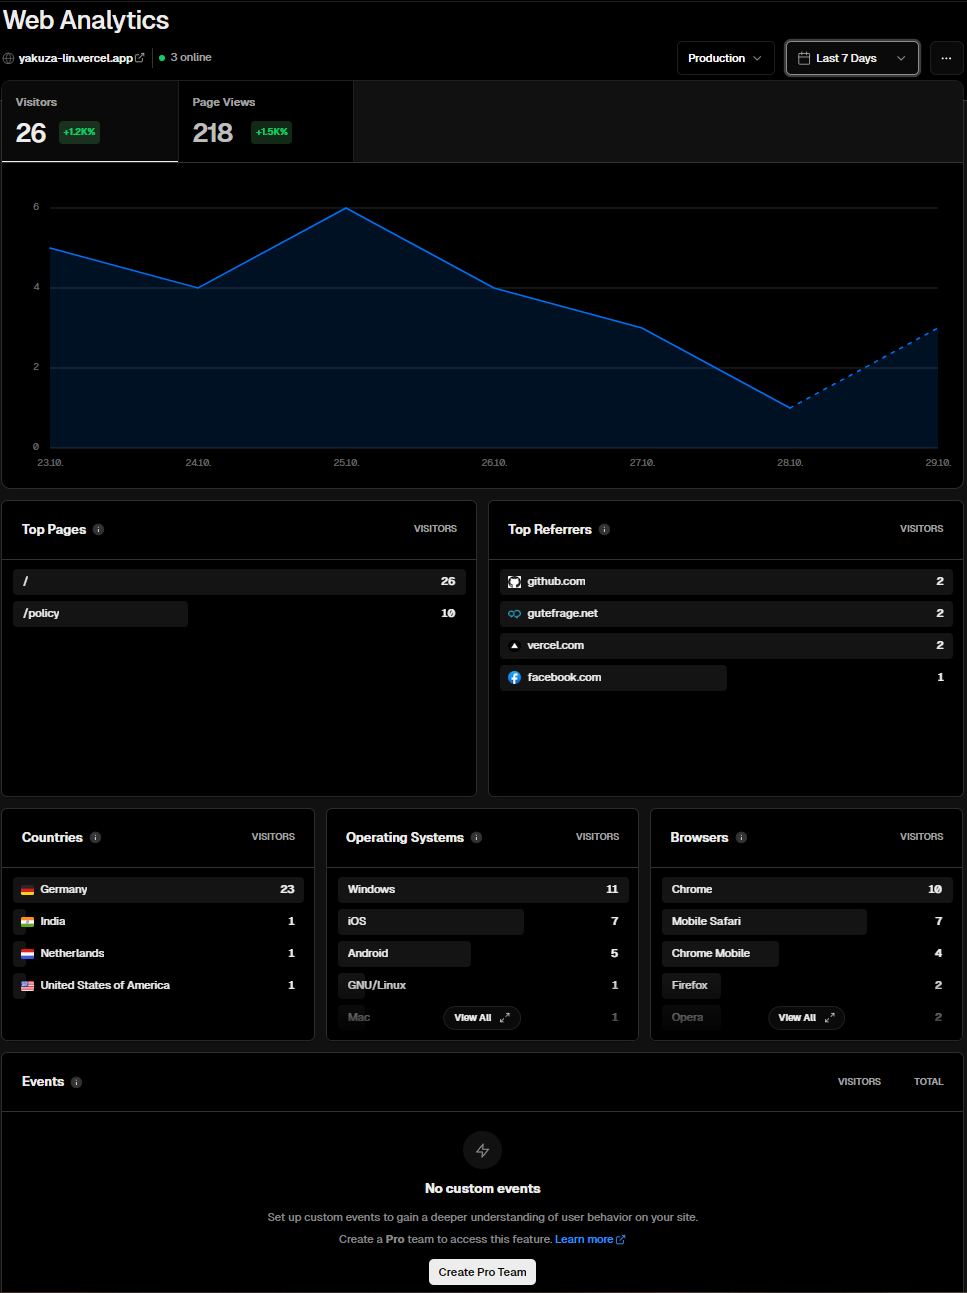 Web Analytics
yakuza-lin.vercel.app
3 online
Production
Last 7 Days
Visitors
26 +1.2K%
Page Views
218 +1.5K%
6
4
2
0
23.10. 24.10. 25.10. 26.10. 27.10. 28.10. 29.10.
Top Pages VISITORS
/ 26
/policy 10
Top Referrers VISITORS
github.com 2
gutefrage.net 2
vercel.com 2
facebook.com 1
Countries VISITORS
Germany 23
India 1
Netherlands 1
United States of America 1
Operating Systems VISITORS
Windows 11
iOS 7
Android 5
GNU/Linux 1
Mac 1
View All
Browsers VISITORS
Chrome 10
Mobile Safari 7
Chrome Mobile 4
Firefox 2
Opera 2
View All
Events VISITORS TOTAL
No custom events
Set up custom events to gain a deeper understanding of user behavior on your site.
Create a Pro team to access this feature. Learn more
Create Pro Team